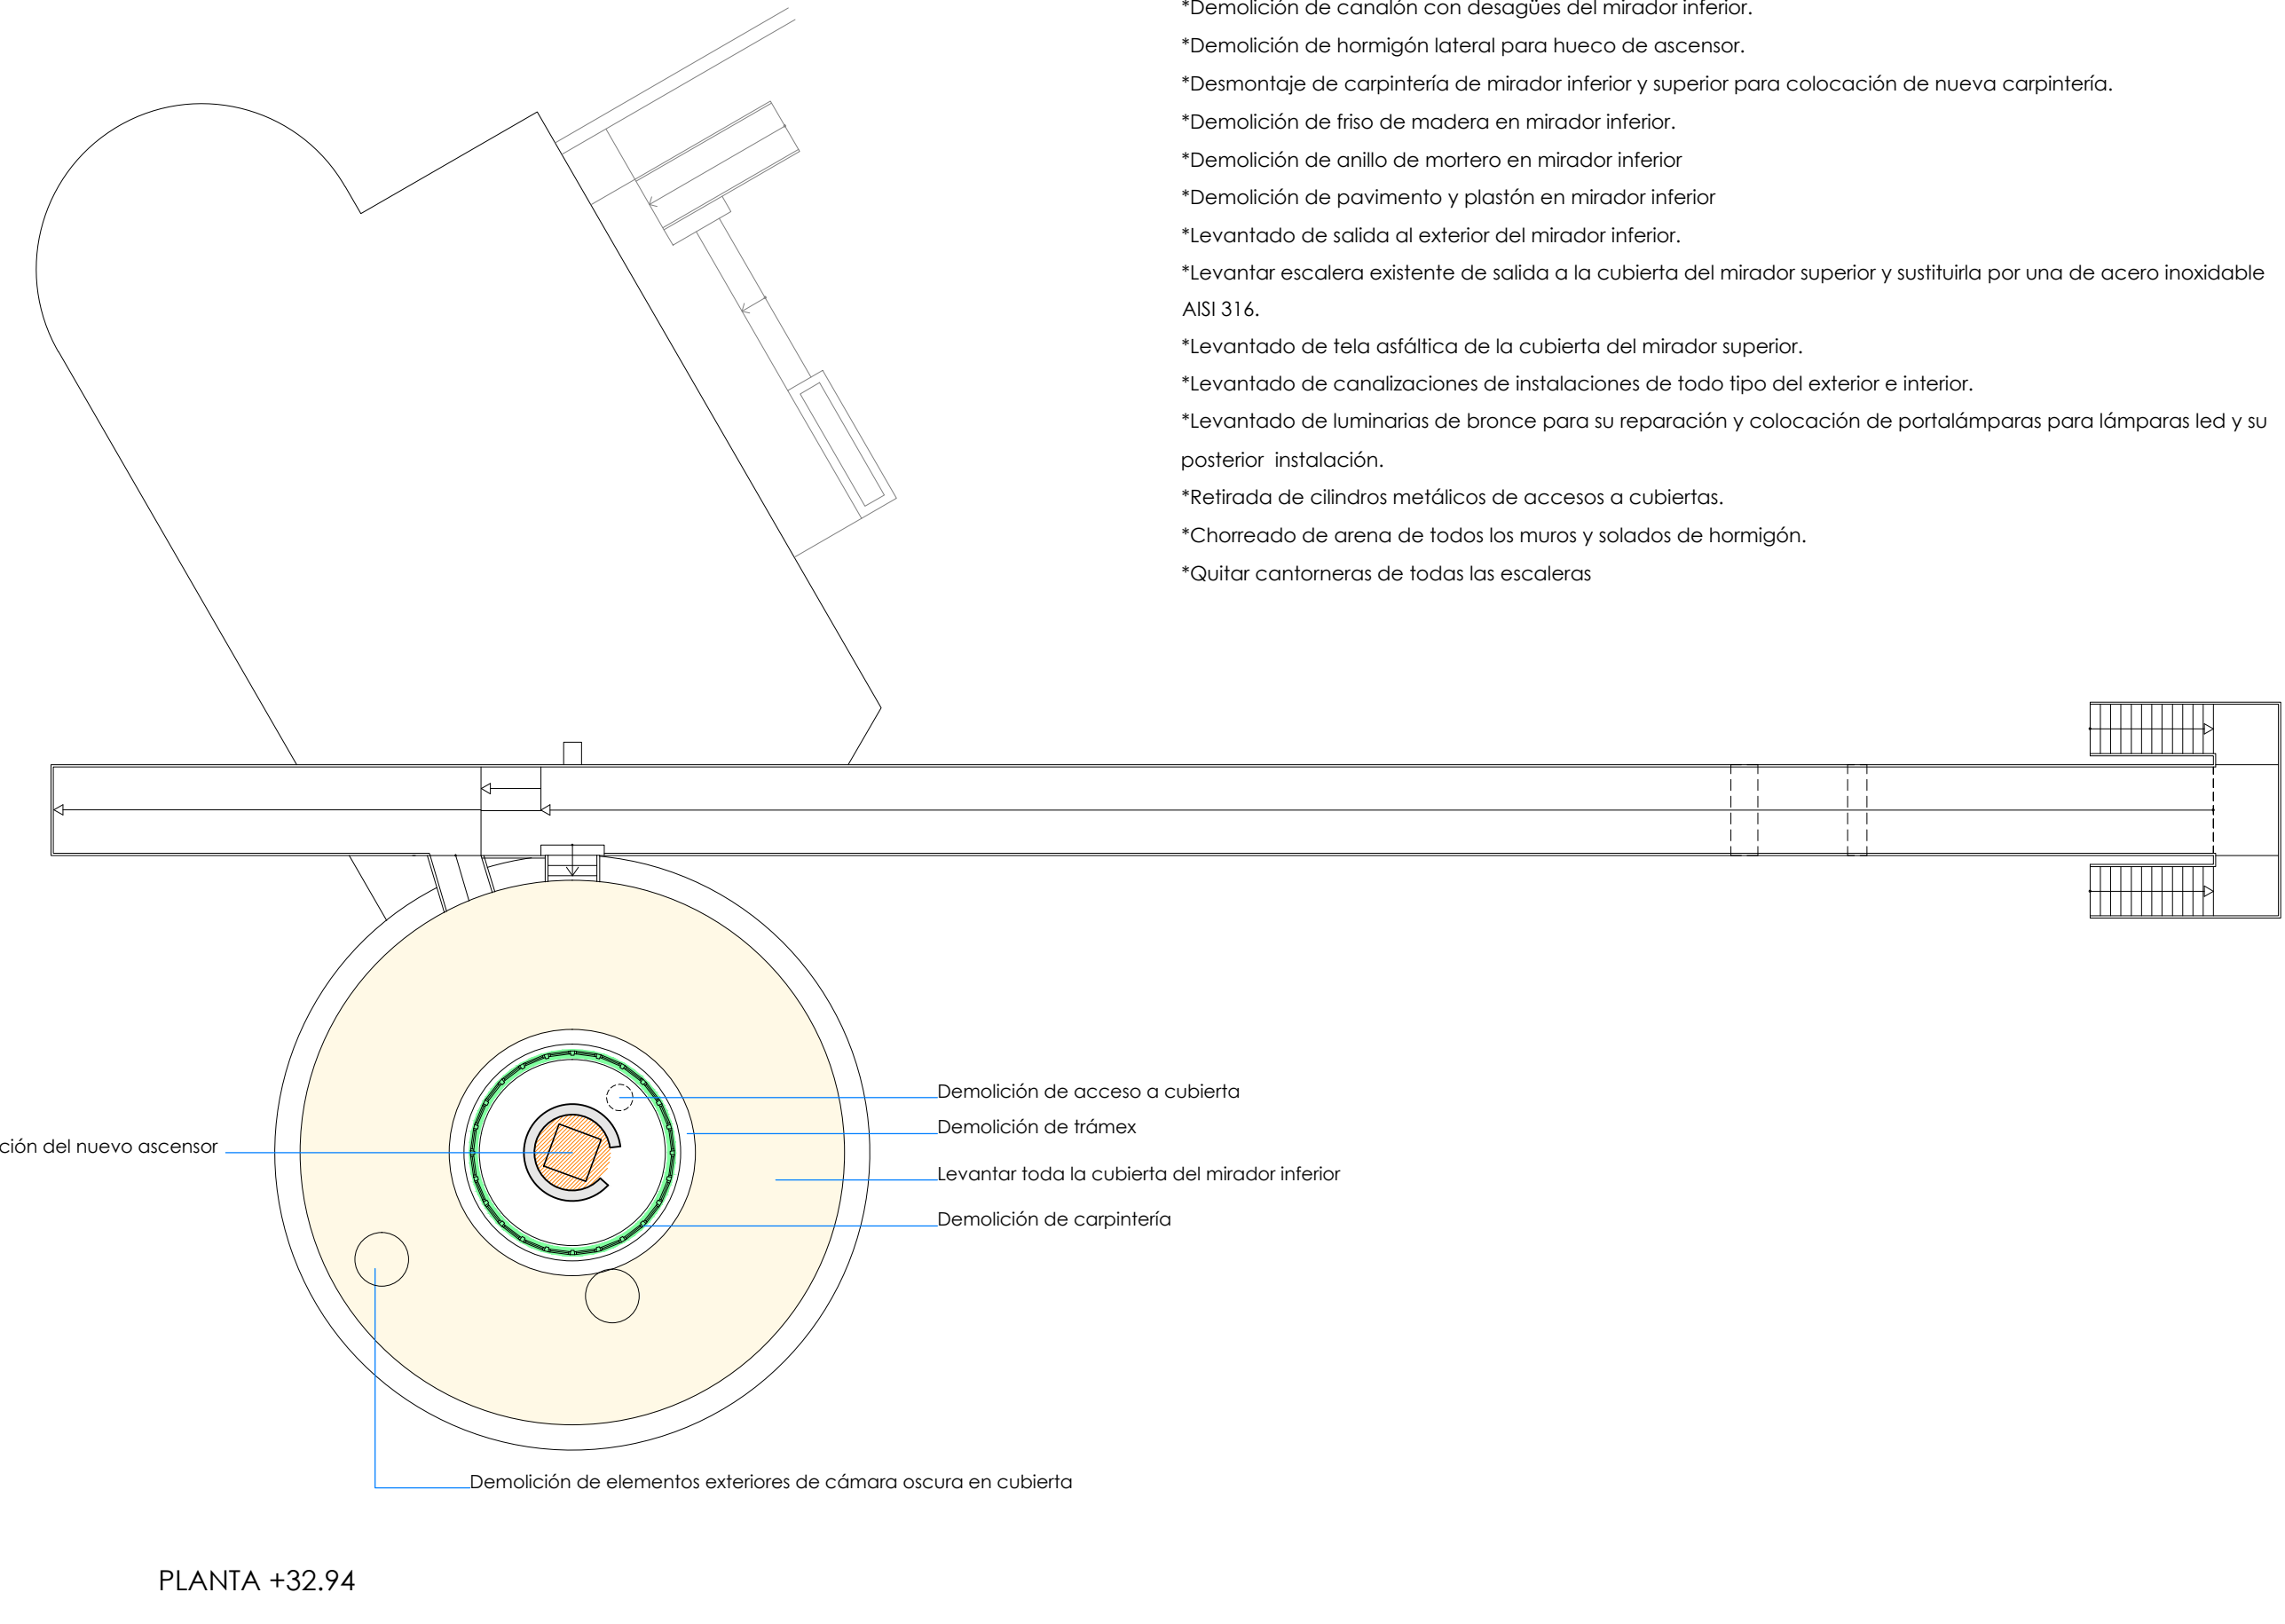 *Demolición de canalón con desagües del mirador inferior.
*Demolición de hormigón lateral para hueco de ascensor.
*Desmontaje de carpintería de mirador inferior y superior para colocación de nueva carpintería.
*Demolición de friso de madera en mirador inferior.
*Demolición de anillo de mortero en mirador inferior
*Demolición de pavimento y plastón en mirador inferior
*Levantado de salida al exterior del mirador inferior.
*Levantar escalera existente de salida a la cubierta del mirador superior y sustituirla por una de acero inoxidable
AISI 316.
*Levantado de tela asfáltica de la cubierta del mirador superior.
*Levantado de canalizaciones de instalaciones de todo tipo del exterior e interior.
*Levantado de luminarias de bronce para su reparación y colocación de portalámparas para lámparas led y su
posterior instalación.
*Retirada de cilindros metálicos de accesos a cubiertas.
*Chorreado de arena de todos los muros y solados de hormigón.
*Quitar cantorneras de todas las escaleras
Demolición de acceso a cubierta
Demolición de trámex
ción del nuevo ascensor
Levantar toda la cubierta del mirador inferior
Demolición de carpintería
Demolición de elementos exteriores de cámara oscura en cubierta
PLANTA +32.94